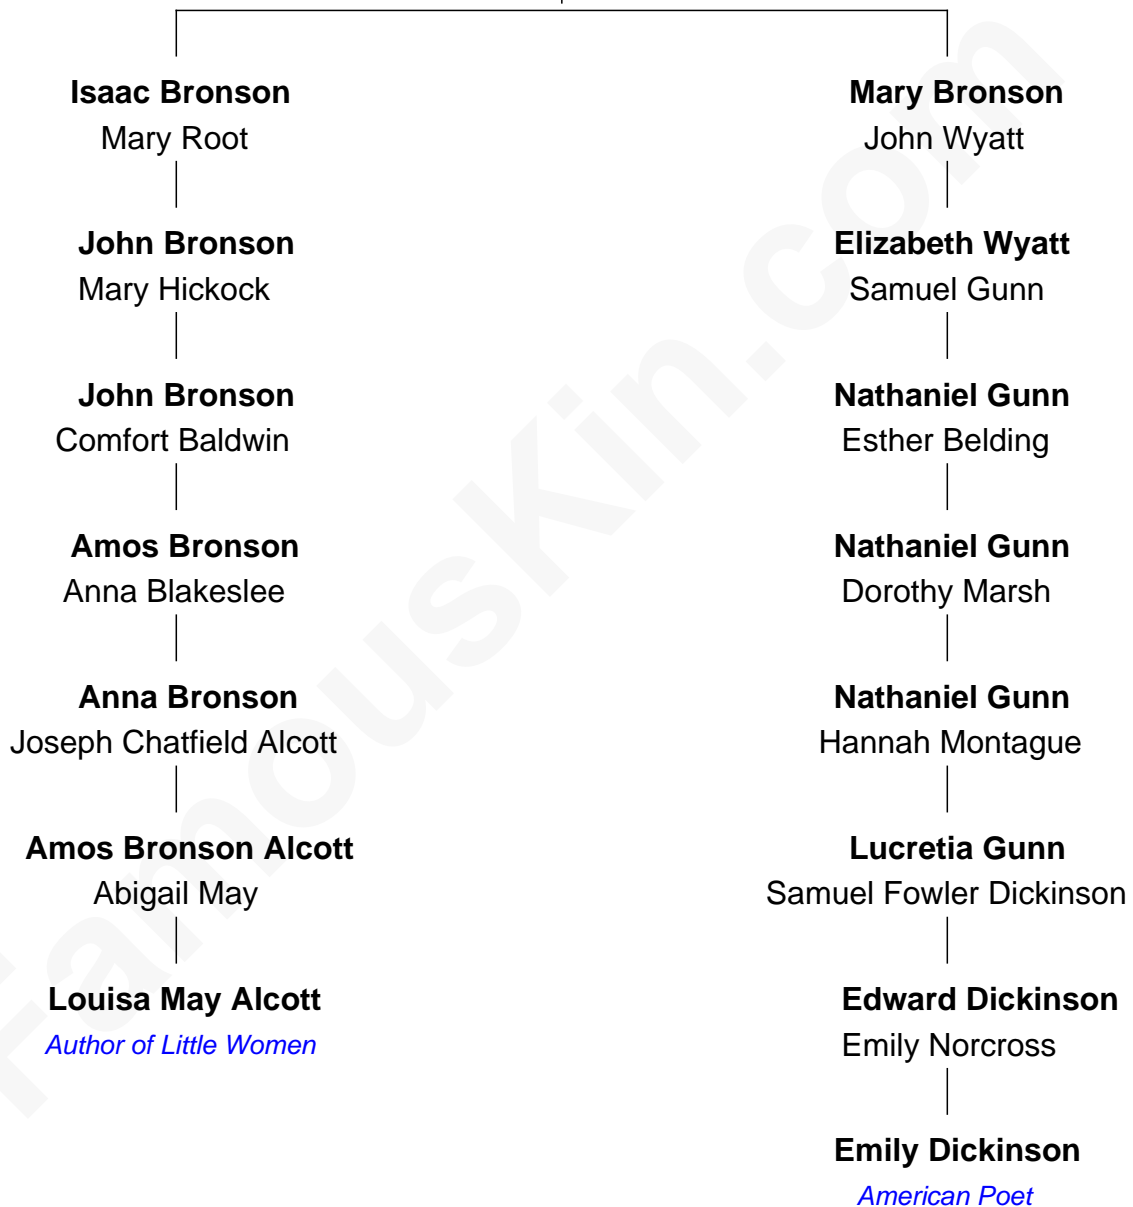 Isaac Bronson
Mary Root
John Bronson
Mary Hickock
John Bronson
Comfort Baldwin
Amos Bronson
Anna Blakeslee
Anna Bronson
Joseph Chatfield Alcott
Amos Bronson Alcott
Abigail May
Louisa May Alcott
Author of Little Women
Mary Bronson
John Wyatt
Elizabeth Wyatt
Samuel Gunn
Nathaniel Gunn
Esther Belding
Nathaniel Gunn
Dorothy Marsh
Nathaniel Gunn
Hannah Montague
Lucretia Gunn
Samuel Fowler Dickinson
Edward Dickinson
Emily Norcross
Emily Dickinson
American Poet
FamousKin.com